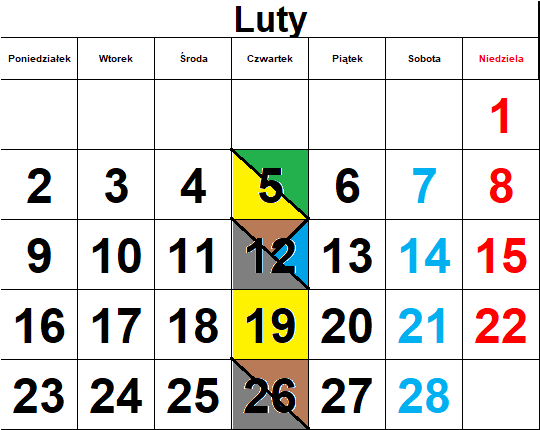 Luty
Poniedziałek Wtorek Środa Czwartek Piątek Sobota Niedziela
1
2 3 4 5 6 7 8
9 10 11 12 13 14 15
16 17 18 19 20 21 22
23 24 25 26 27 28